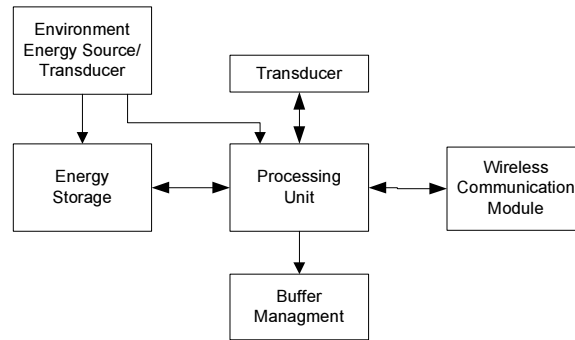 Environment
Energy Source/
Transducer
Transducer
Energy
Storage
Processing
Unit
Wireless
Communication
Module
Buffer
Managment